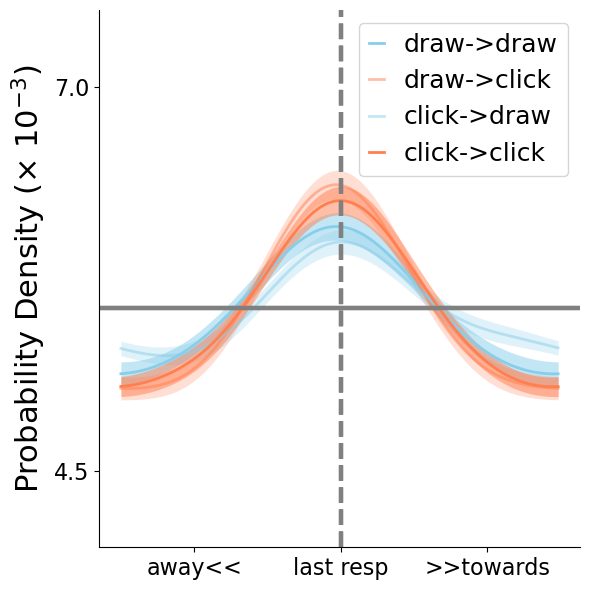 Probability Density (× 10⁻³)
7.0
4.5
draw->draw
draw->click
click->draw
click->click
away<< last resp >>towards